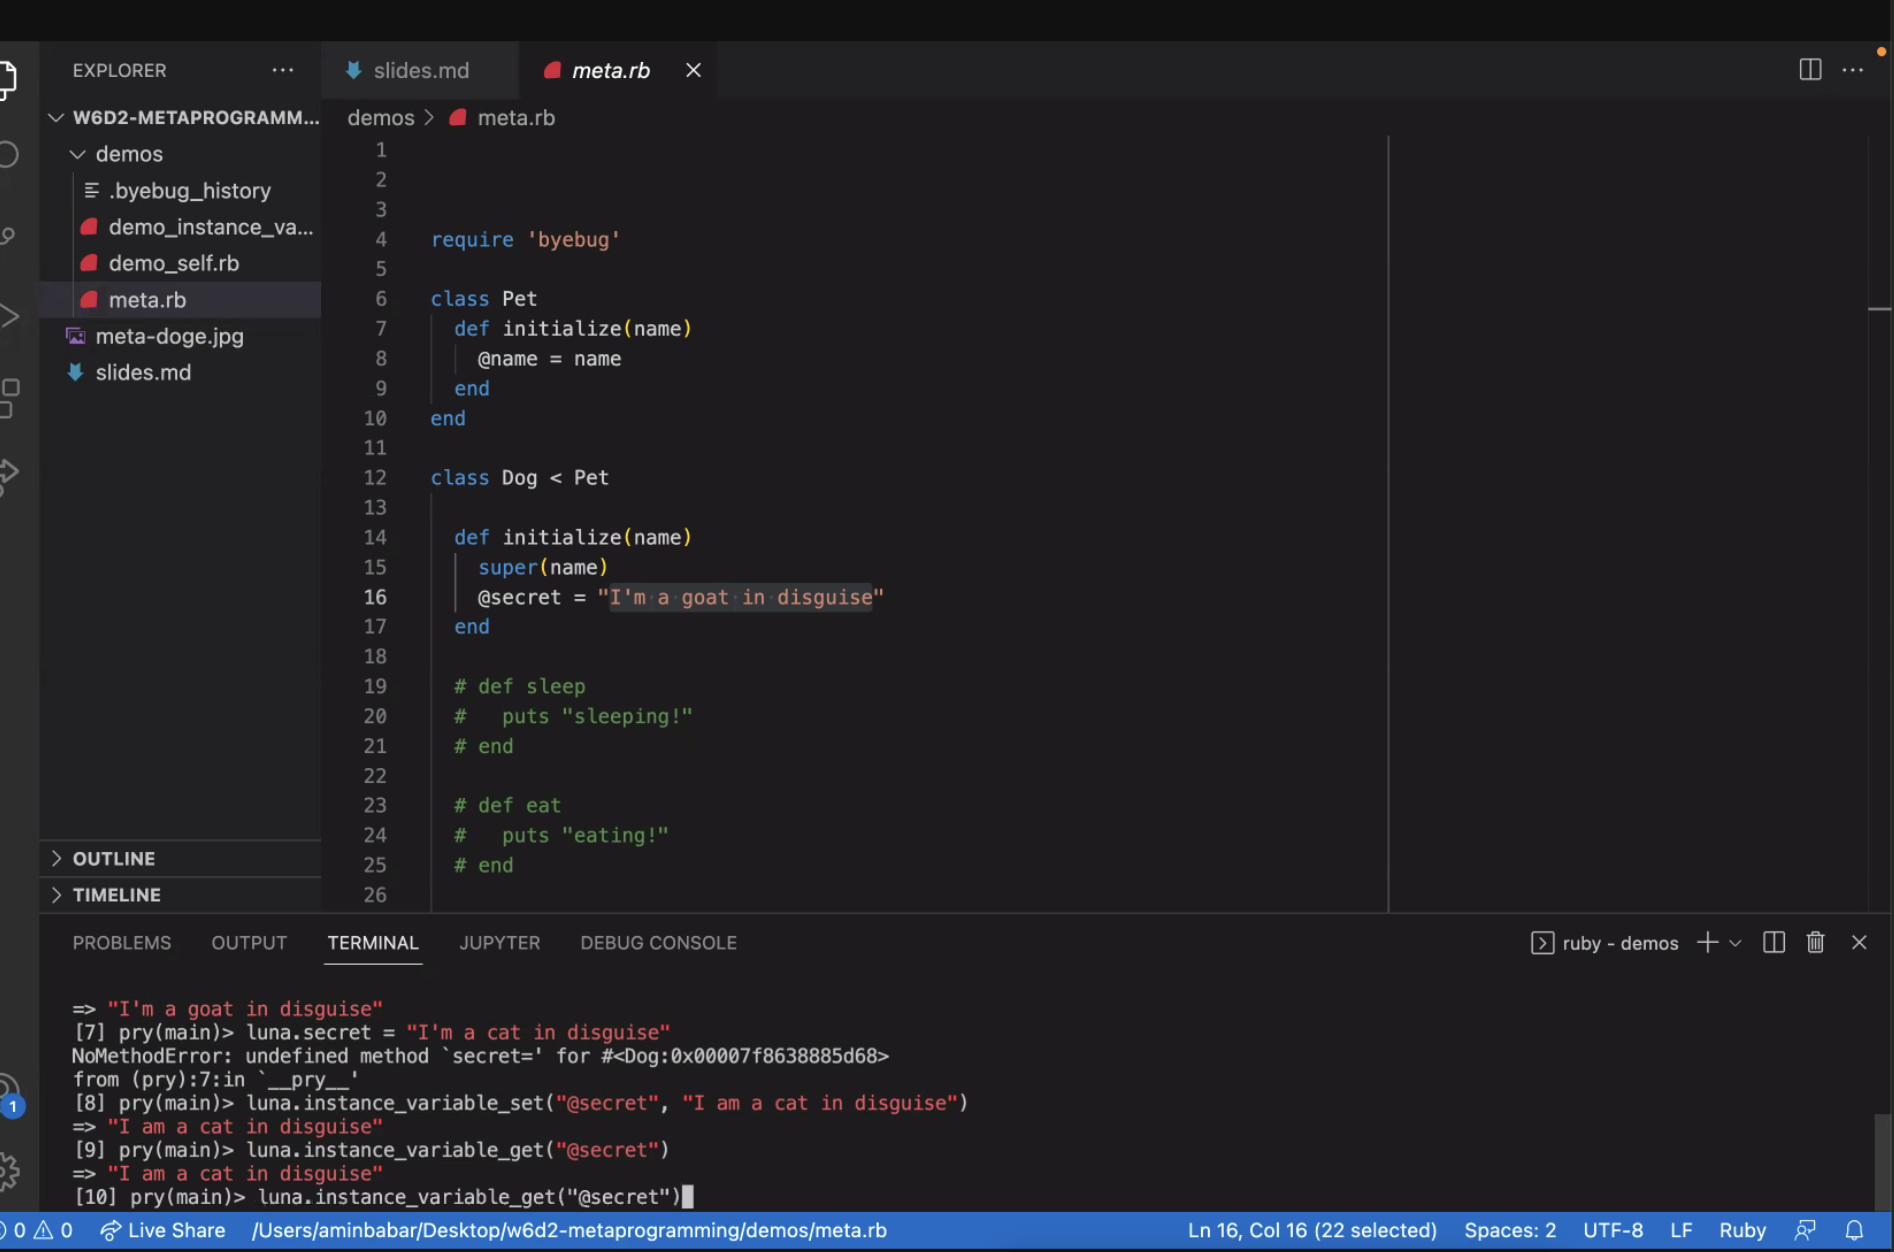 EXPLORER ···
slides.md
meta.rb
W6D2-METAPROGRAMM...
demos
.byebug_history
demo_instance_va...
demo_self.rb
meta.rb
meta-doge.jpg
slides.md
OUTLINE
TIMELINE
demos > meta.rb
1
2
3
4 require 'byebug'
5
6 class Pet
7 def initialize(name)
8 @name = name
9 end
10 end
11
12 class Dog < Pet
13
14 def initialize(name)
15 super(name)
16 @secret = "I'm a goat in disguise"
17 end
18
19 # def sleep
20 #   puts "sleeping!"
21 # end
22
23 # def eat
24 #   puts "eating!"
25 # end
26
PROBLEMS OUTPUT TERMINAL JUPYTER DEBUG CONSOLE ruby - demos
=> "I'm a goat in disguise"
[7] pry(main)> luna.secret = "I'm a cat in disguise"
NoMethodError: undefined method `secret=' for #<Dog:0x00007f8638885d68>
from (pry):7:in `__pry__'
[8] pry(main)> luna.instance_variable_set("@secret", "I am a cat in disguise")
=> "I am a cat in disguise"
[9] pry(main)> luna.instance_variable_get("@secret")
=> "I am a cat in disguise"
[10] pry(main)> luna.instance_variable_get("@secret")
1
0 0 Live Share /Users/aminbabar/Desktop/w6d2-metaprogramming/demos/meta.rb Ln 16, Col 16 (22 selected) Spaces: 2 UTF-8 LF Ruby